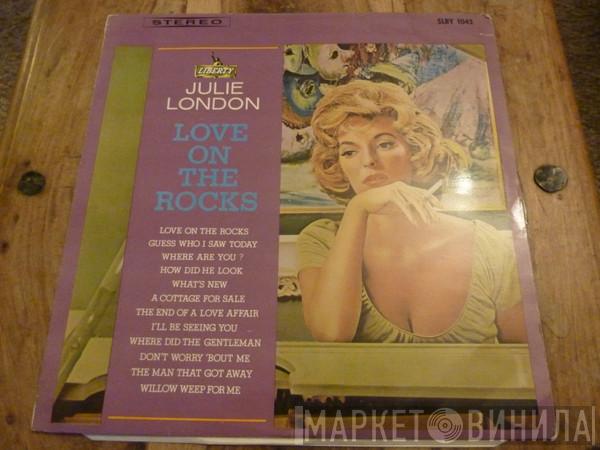 STEREO
SLBY 1042
LIBERTY
JULIE
LONDON
LOVE
ON
THE
ROCKS
LOVE ON THE ROCKS
GUESS WHO I SAW TODAY
WHERE ARE YOU ?
HOW DID HE LOOK
WHAT'S NEW
A COTTAGE FOR SALE
THE END OF A LOVE AFFAIR
I'LL BE SEEING YOU
WHERE DID THE GENTLEMAN
DON'T WORRY 'BOUT ME
THE MAN THAT GOT AWAY
WILLOW WEEP FOR ME
МАРКЕТ ВИНИЛА